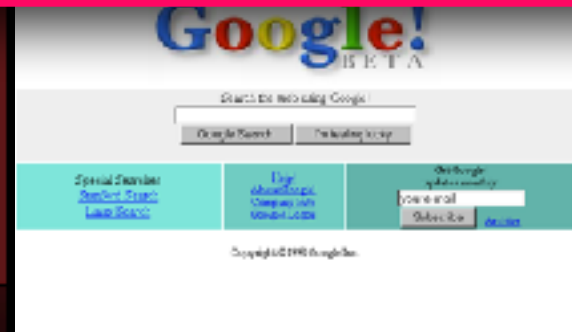 Google!
BETA
Search the web using Google!
Google Search
I'm feeling lucky
Special Searches
Stanford Search
Linux Search
Help!
About Google!
Company Info
Google! Logos
Get Google!
updates monthly:
your e-mail
Subscribe
Archive
Copyright ©1998 Google Inc.